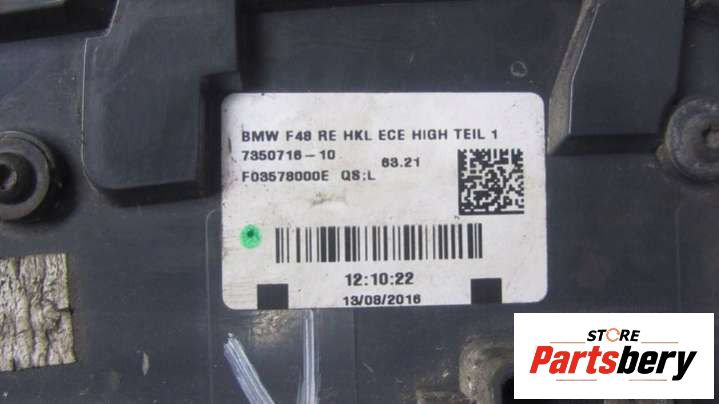 BMW F48 RE HKL ECE HIGH TEIL 1
7350716-10 63.21
F03578000E QS:L
12:10:22
13/08/2016
STORE
Partsbery